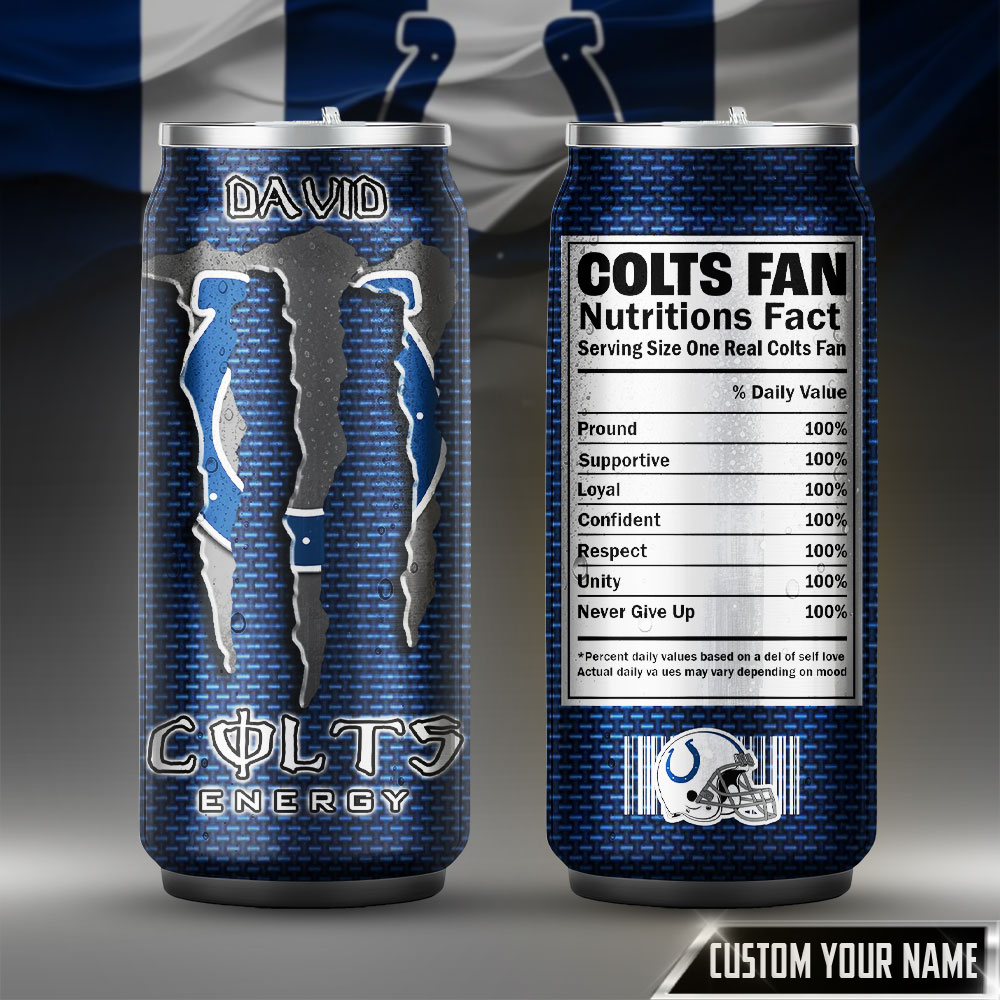 DAVID
COLTS
ENERGY
COLTS FAN
Nutritions Fact
Serving Size One Real Colts Fan
% Daily Value
Pround 100%
Supportive 100%
Loyal 100%
Confident 100%
Respect 100%
Unity 100%
Never Give Up 100%
*Percent daily values based on a del of self love
Actual daily va ues may vary depending on mood
CUSTOM YOUR NAME